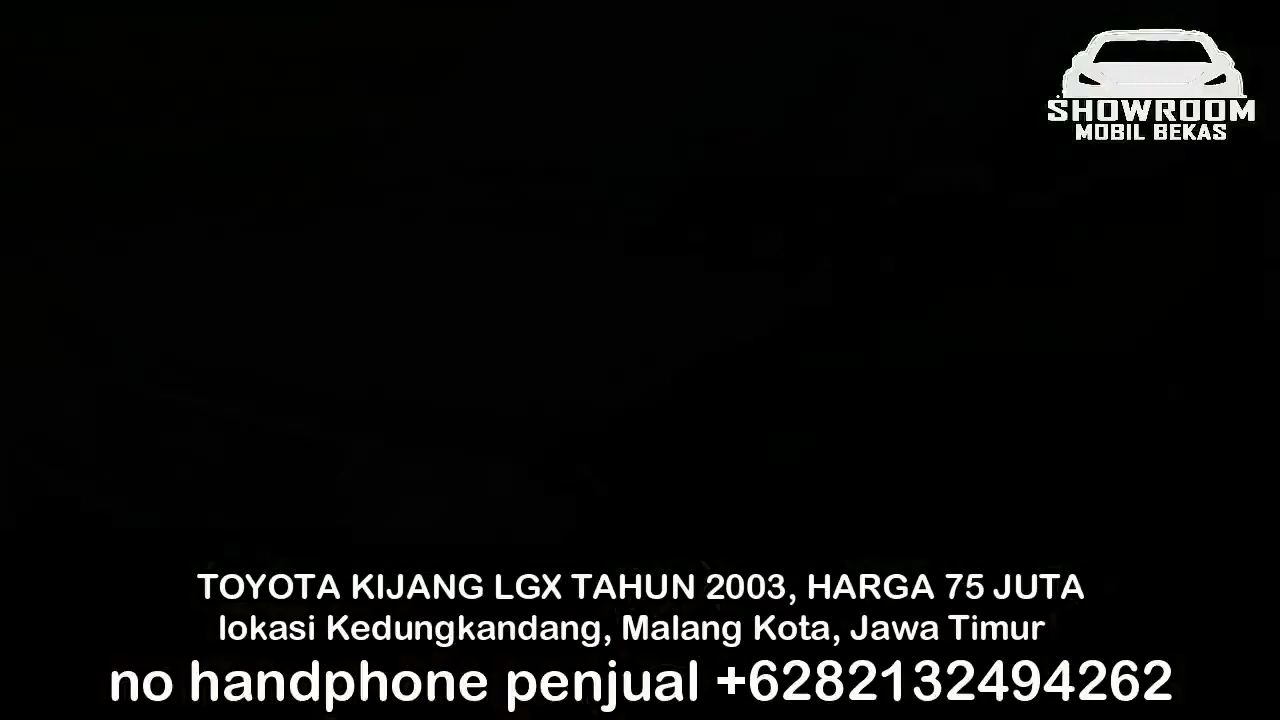 SHOWROOM
MOBIL BEKAS
TOYOTA KIJANG LGX TAHUN 2003, HARGA 75 JUTA
lokasi Kedungkandang, Malang Kota, Jawa Timur
no handphone penjual +6282132494262